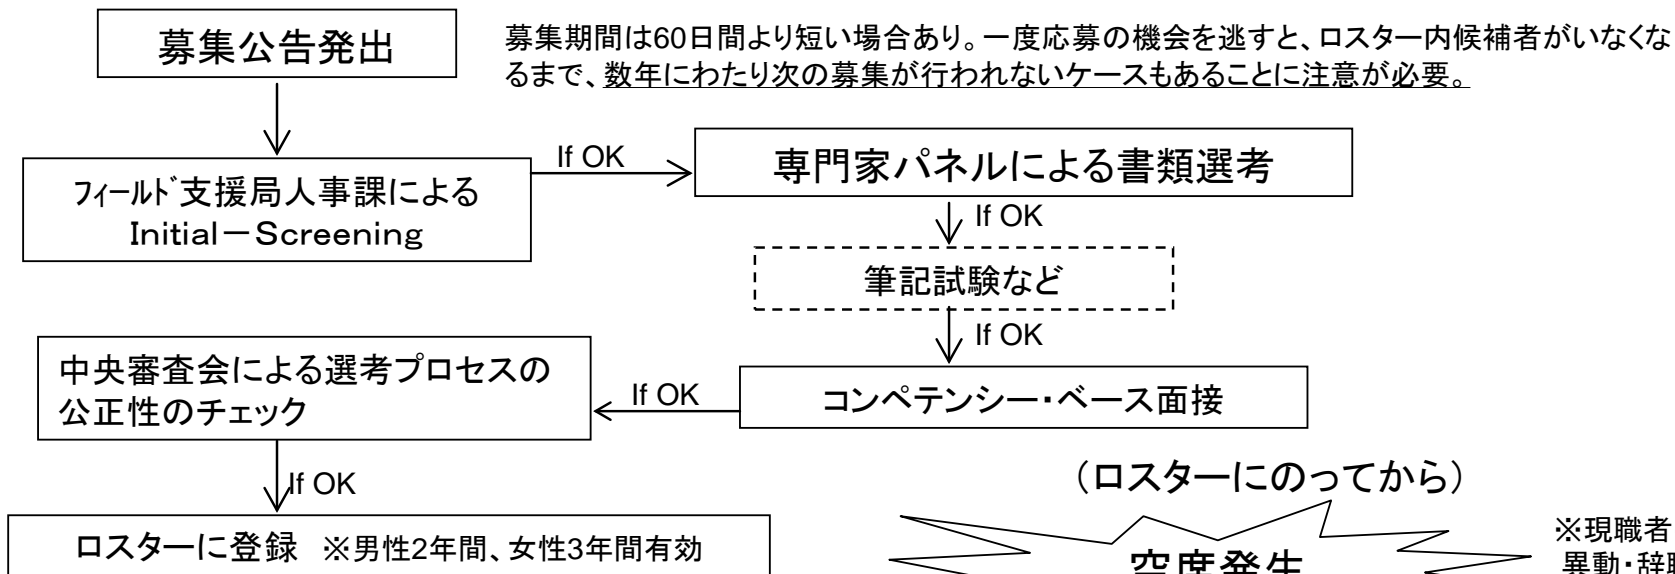 募集公告発出
募集期間は60日間より短い場合あり。一度応募の機会を逃すと、ロスター内候補者がいなくな
るまで、数年にわたり次の募集が行われないケースもあることに注意が必要。
フィールド支援局人事課による
Initial－Screening
If OK
専門家パネルによる書類選考
If OK
筆記試験など
If OK
コンペテンシー・ベース面接
If OK
中央審査会による選考プロセスの
公正性のチェック
If OK
ロスターに登録　※男性2年間、女性3年間有効
（ロスターにのってから）
空席発生
※現職者
異動・辞職